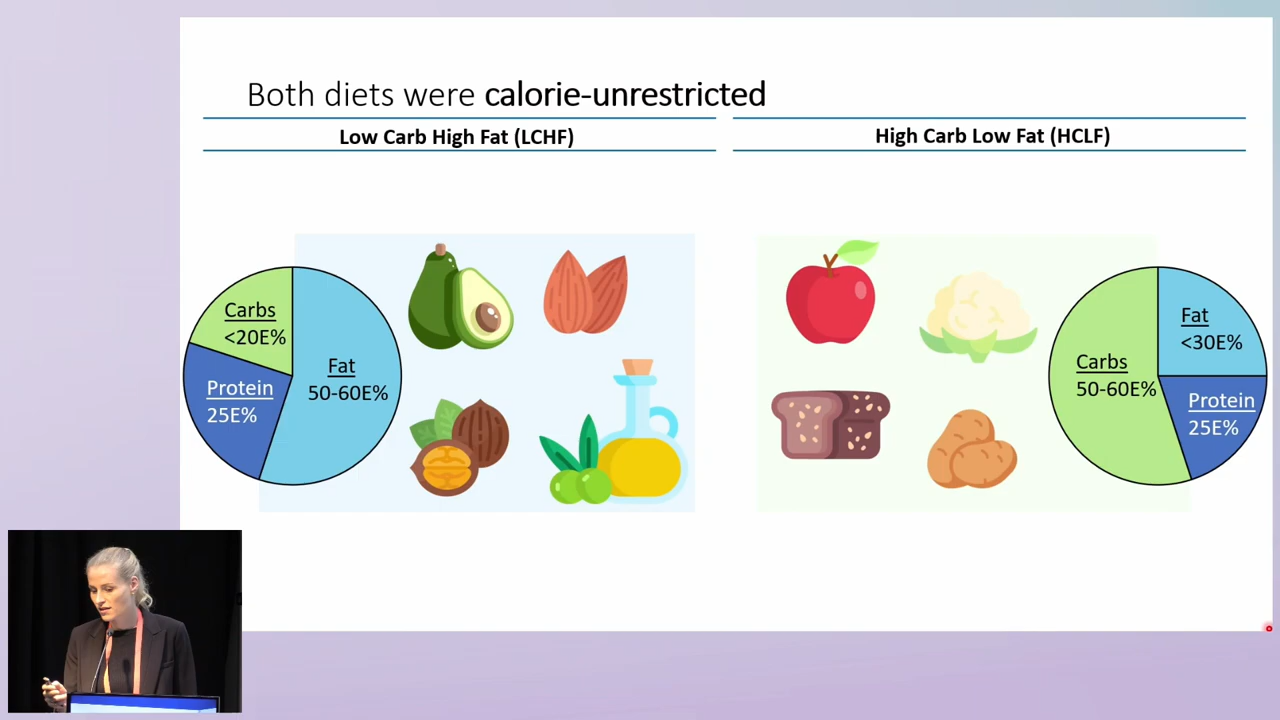 Both diets were calorie-unrestricted
Low Carb High Fat (LCHF)
High Carb Low Fat (HCLF)
Carbs
<20E%
Protein
25E%
Fat
50-60E%
Carbs
50-60E%
Fat
<30E%
Protein
25E%